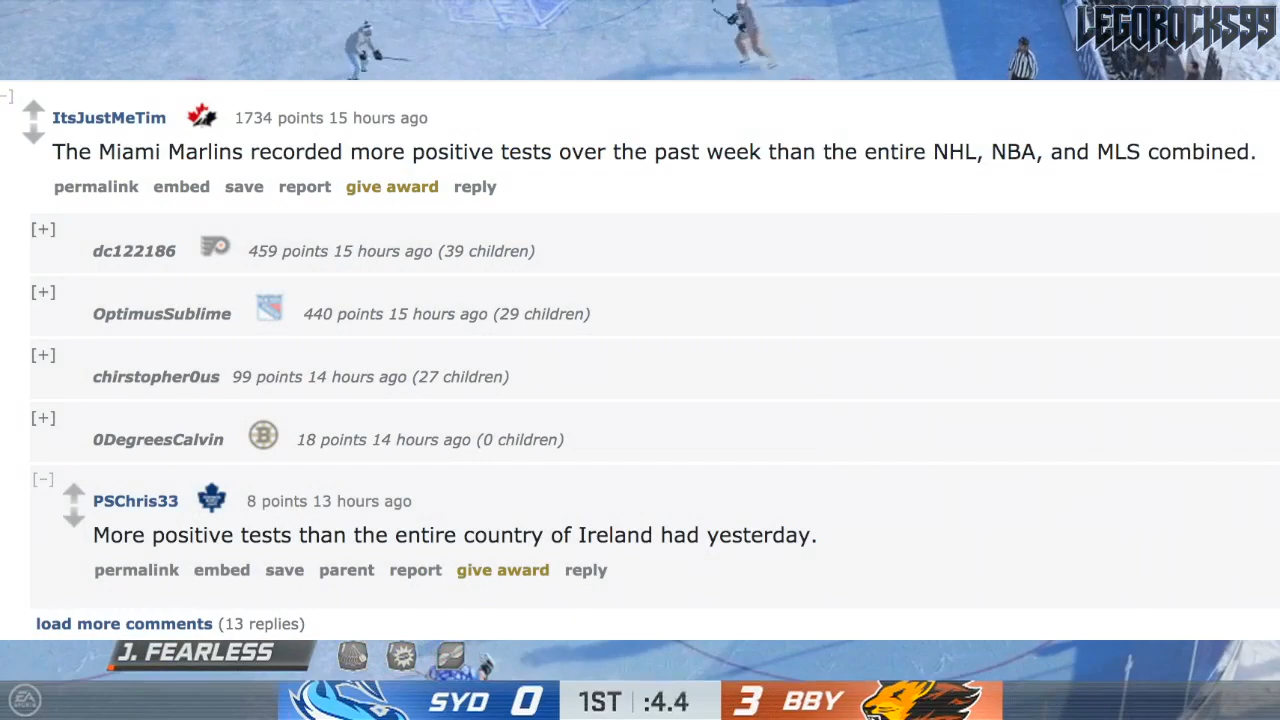 LEGOROCKS99
[-]
ItsJustMeTim 1734 points 15 hours ago
The Miami Marlins recorded more positive tests over the past week than the entire NHL, NBA, and MLS combined.
permalink embed save report give award reply
[+]
dc122186 459 points 15 hours ago (39 children)
[+]
OptimusSublime 440 points 15 hours ago (29 children)
[+]
chirstopher0us 99 points 14 hours ago (27 children)
[+]
0DegreesCalvin 18 points 14 hours ago (0 children)
[-]
PSChris33 8 points 13 hours ago
More positive tests than the entire country of Ireland had yesterday.
permalink embed save parent report give award reply
load more comments (13 replies)
J. FEARLESS
EA SPORTS SYD 0 1ST :4.4 3 BBY